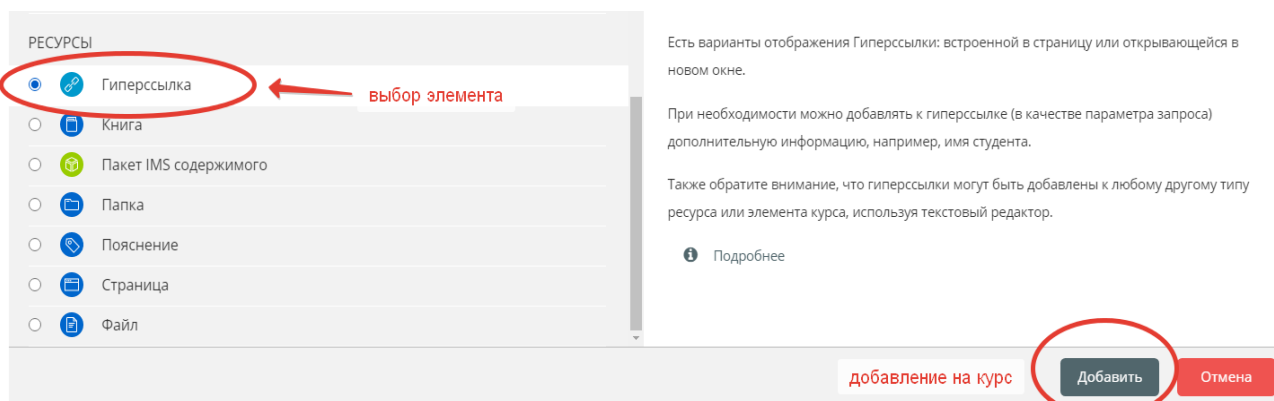 РЕСУРСЫ
Гиперссылка
выбор элемента
Книга
Пакет IMS содержимого
Папка
Пояснение
Страница
Файл
Есть варианты отображения Гиперссылки: встроенной в страницу или открывающейся в
новом окне.
При необходимости можно добавлять к гиперссылке (в качестве параметра запроса)
дополнительную информацию, например, имя студента.
Также обратите внимание, что гиперссылки могут быть добавлены к любому другому типу
ресурса или элемента курса, используя текстовый редактор.
Подробнее
добавление на курс
Добавить
Отмена